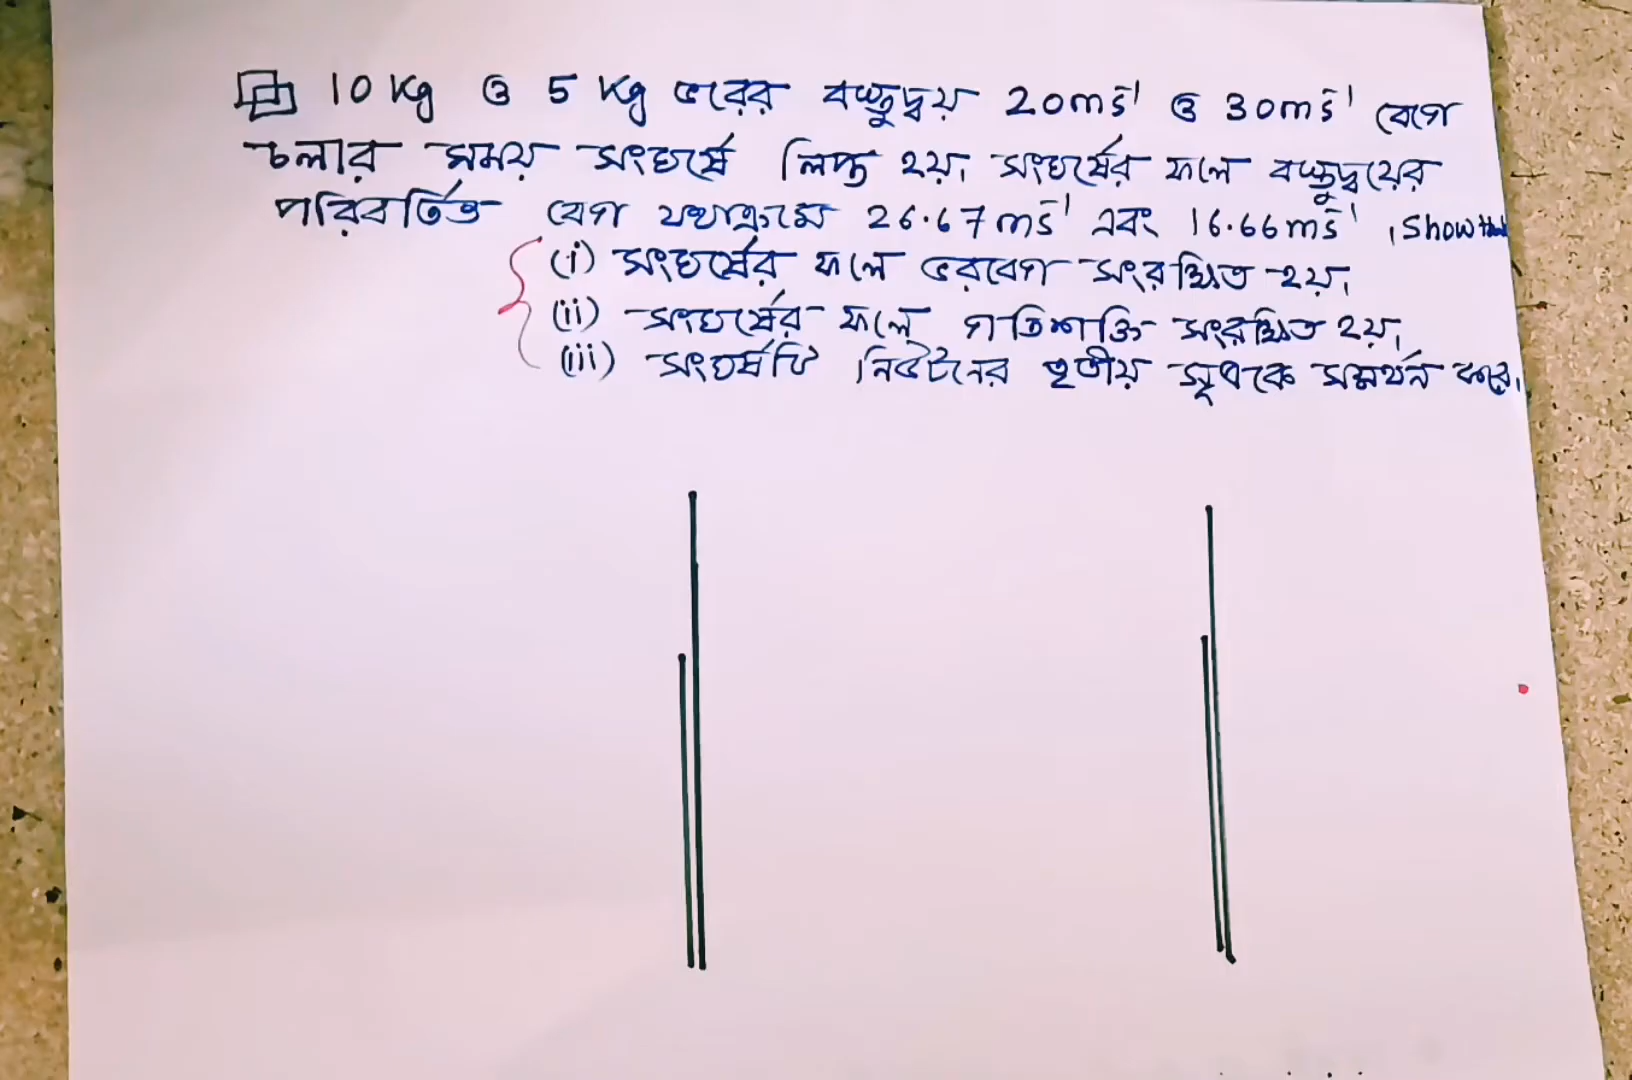 10 kg ও 5 kg ভরের বস্তুদ্বয় 20ms⁻¹ ও 30ms⁻¹ বেগে
চলার সময় সংঘর্ষে লিপ্ত হয়। সংঘর্ষের ফলে বস্তুদ্বয়ের
পরিবর্তিত বেগ যথাক্রমে 26.67ms⁻¹ এবং 16.66ms⁻¹ । Show that
(i) সংঘর্ষের ফলে ভরবেগ সংরক্ষিত হয়।
(ii) সংঘর্ষের ফলে গতিশক্তি সংরক্ষিত হয়।
(iii) সংঘর্ষটি নিউটনের তৃতীয় সূত্রকে সমর্থন করে।